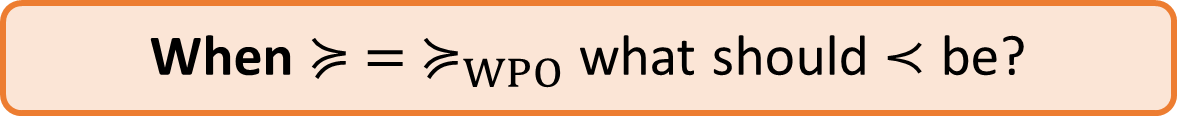 When ≽ = ≽_WPO what should ≺ be?